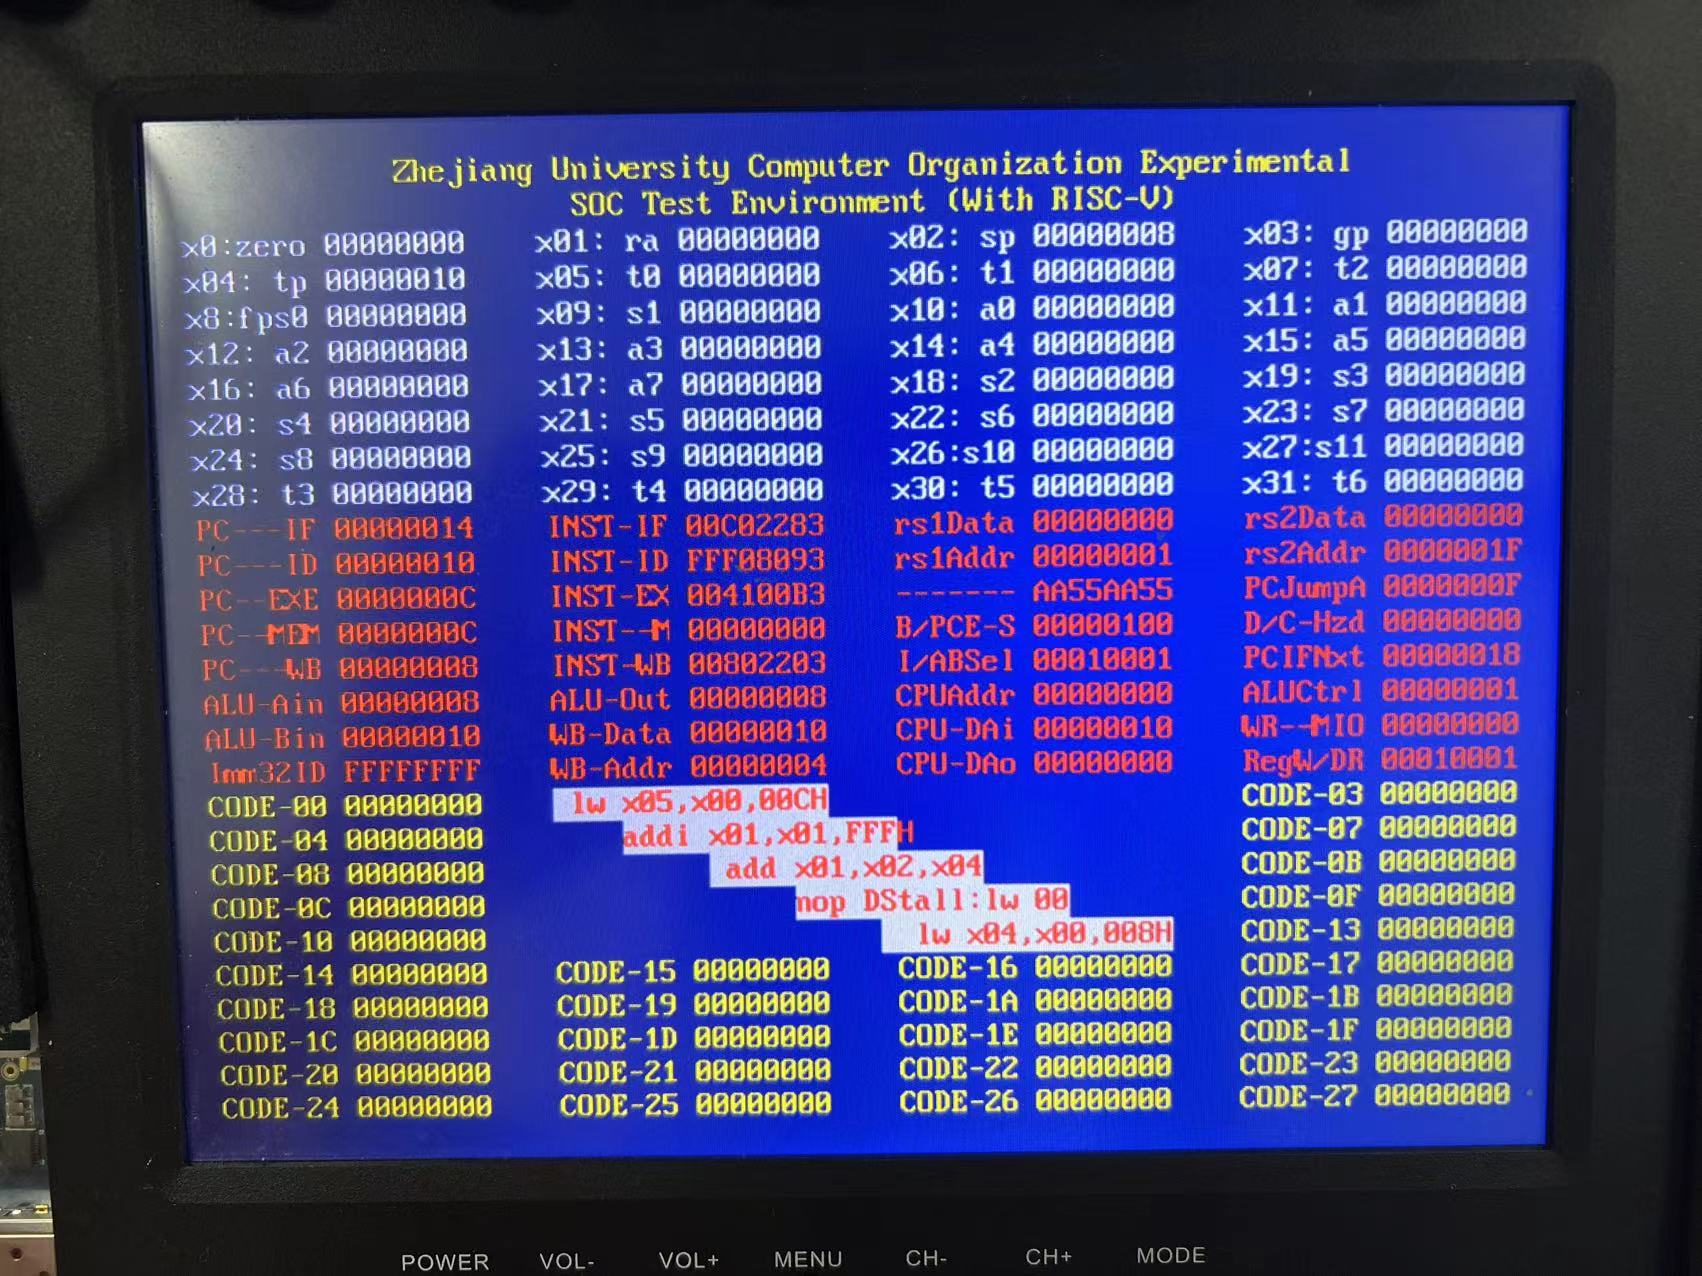 Zhejiang University Computer Organization Experimental
SOC Test Environment (With RISC-V)
x0:zero 00000000 x01: ra 00000000 x02: sp 00000008 x03: gp 00000000
x04: tp 00000010 x05: t0 00000000 x06: t1 00000000 x07: t2 00000000
x8:fps0 00000000 x09: s1 00000000 x10: a0 00000000 x11: a1 00000000
x12: a2 00000000 x13: a3 00000000 x14: a4 00000000 x15: a5 00000000
x16: a6 00000000 x17: a7 00000000 x18: s2 00000000 x19: s3 00000000
x20: s4 00000000 x21: s5 00000000 x22: s6 00000000 x23: s7 00000000
x24: s8 00000000 x25: s9 00000000 x26:s10 00000000 x27:s11 00000000
x28: t3 00000000 x29: t4 00000000 x30: t5 00000000 x31: t6 00000000
PC---IF 00000014 INST-IF 00C02283 rs1Data 00000000 rs2Data 00000000
PC---ID 00000010 INST-ID FFF08093 rs1Addr 00000001 rs2Addr 0000001F
PC--EXE 0000000C INST-EX 004100B3 ------- AA55AA55 PCJumpA 0000000F
PC--MEM 0000000C INST--M 00000000 B/PCE-S 00000100 D/C-Hzd 00000000
PC---WB 00000008 INST-WB 00802203 I/ABSel 00010001 PCIFNxt 00000018
ALU-Ain 00000008 ALU-Out 00000008 CPUAddr 00000000 ALUCtrl 00000001
ALU-Bin 00000010 WB-Data 00000010 CPU-DAi 00000010 WR--MIO 00000000
Imm32ID FFFFFFFF WB-Addr 00000004 CPU-DAo 00000000 RegW/DR 00010001
CODE-00 00000000 lw x05,x00,00CH CODE-03 00000000
CODE-04 00000000 addi x01,x01,FFFH CODE-07 00000000
CODE-08 00000000 add x01,x02,x04 CODE-0B 00000000
CODE-0C 00000000 nop DStall:lw 00 CODE-0F 00000000
CODE-10 00000000 lw x04,x00,008H CODE-13 00000000
CODE-14 00000000 CODE-15 00000000 CODE-16 00000000 CODE-17 00000000
CODE-18 00000000 CODE-19 00000000 CODE-1A 00000000 CODE-1B 00000000
CODE-1C 00000000 CODE-1D 00000000 CODE-1E 00000000 CODE-1F 00000000
CODE-20 00000000 CODE-21 00000000 CODE-22 00000000 CODE-23 00000000
CODE-24 00000000 CODE-25 00000000 CODE-26 00000000 CODE-27 00000000
POWER VOL- VOL+ MENU CH- CH+ MODE